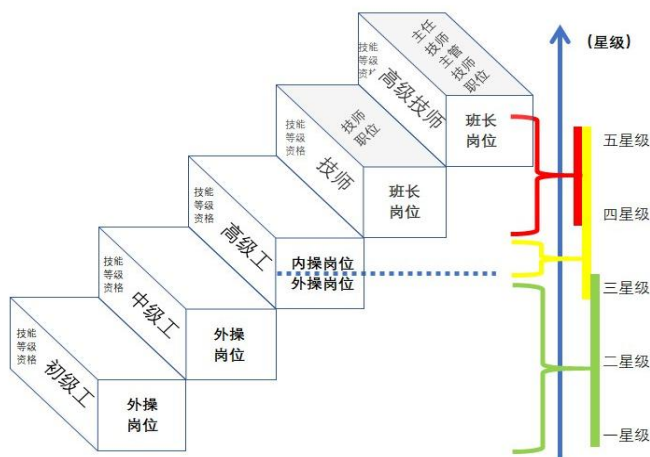 主任
技师
主管
技师
职位
技能
等级
资格
高级技师
班长
岗位
技师
职位
技能
等级
资格
技师
班长
岗位
技能
等级
资格
高级工
内操岗位
外操岗位
技能
等级
资格
中级工
外操
岗位
技能
等级
资格
初级工
外操
岗位
(星级)
五星级
四星级
三星级
二星级
一星级